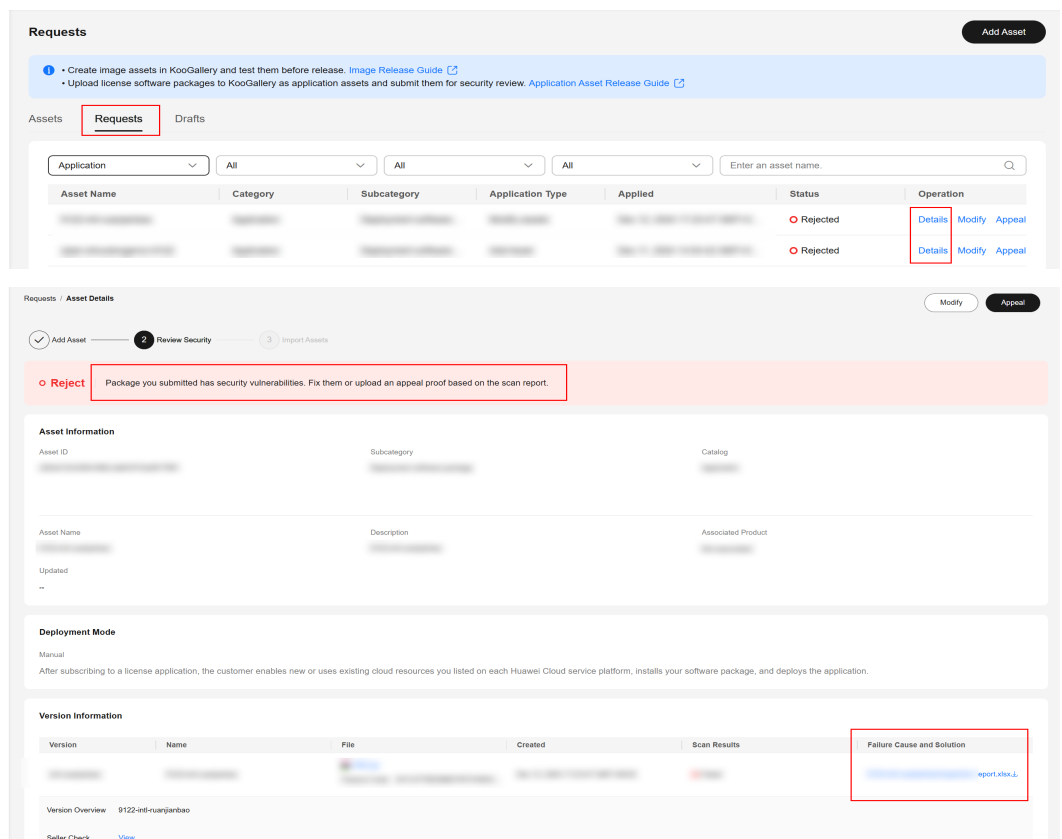 Requests
Add Asset
• Create image assets in KooGallery and test them before release. Image Release Guide
• Upload license software packages to KooGallery as application assets and submit them for security review. Application Asset Release Guide
Assets Requests Drafts
Application All All All Enter an asset name.
Asset Name Category Subcategory Application Type Applied Status Operation
Rejected Details Modify Appeal
Rejected Details Modify Appeal
Requests / Asset Details
Modify Appeal
Add Asset 2 Review Security 3 Import Assets
Reject Package you submitted has security vulnerabilities. Fix them or upload an appeal proof based on the scan report.
Asset Information
Asset ID Subcategory Catalog
Asset Name Description Associated Product
Updated
--
Deployment Mode
Manual
After subscribing to a license application, the customer enables new or uses existing cloud resources you listed on each Huawei Cloud service platform, installs your software package, and deploys the application.
Version Information
Version Name File Created Scan Results Failure Cause and Solution
eport.xlsx
Version Overview 9122-intl-ruanjianbao
Seller Check View